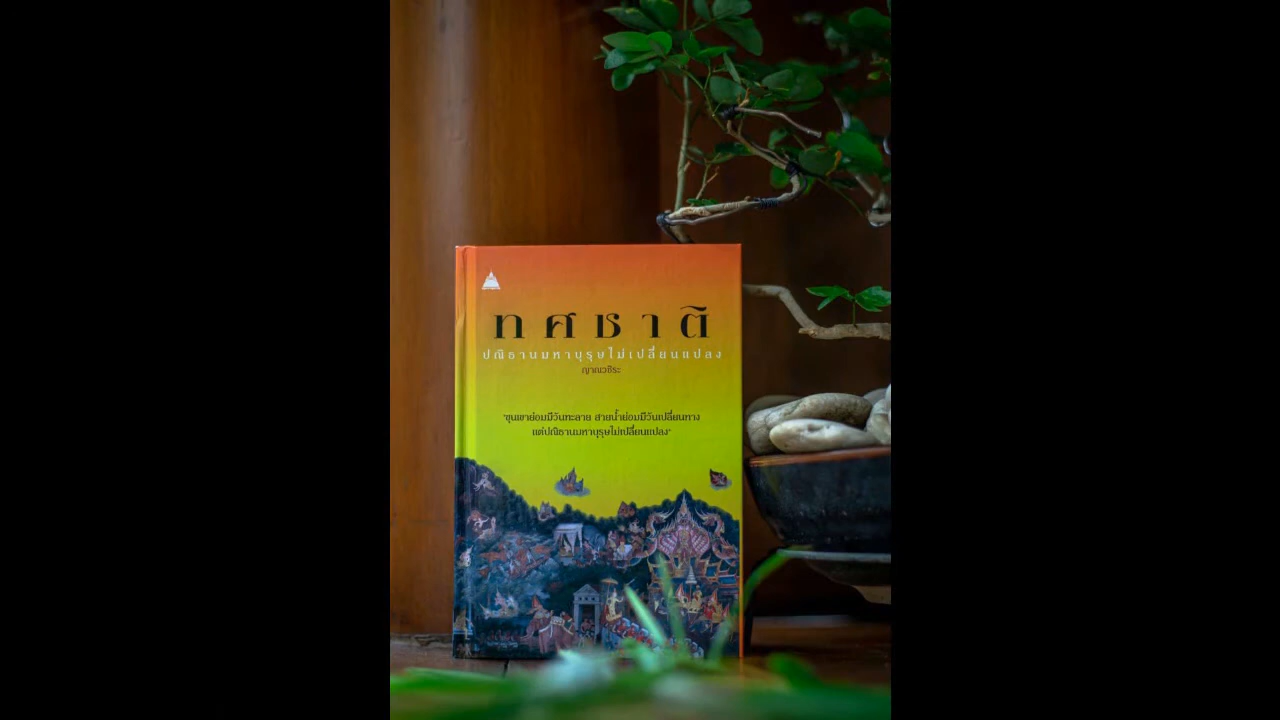 ทศชาติ
ปณิธานมหาบุรุษไม่เปลี่ยนแปลง
ญาณวชิระ
"ขุนเขาย่อมมีวันทะลาย สายน้ำย่อมมีวันเปลี่ยนทาง
แต่ปณิธานมหาบุรุษไม่เปลี่ยนแปลง"